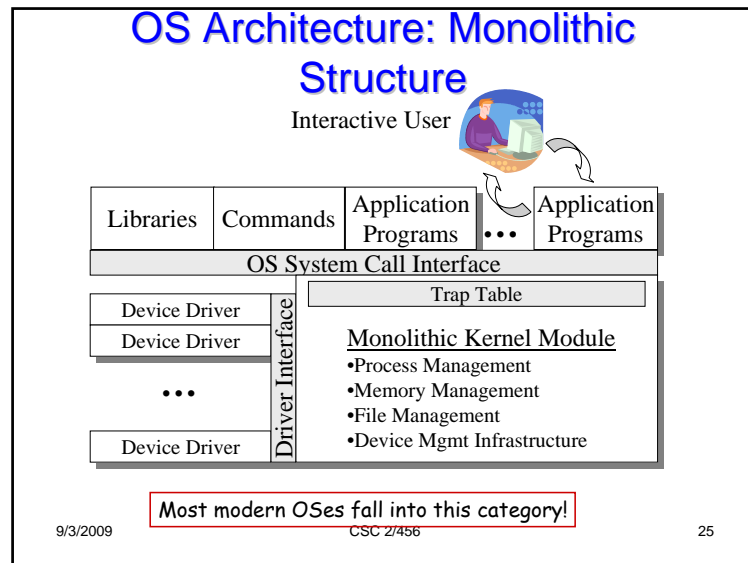 OS Architecture: Monolithic
Structure
Interactive User
Libraries
Commands
Application
Programs
•••
Application
Programs
OS System Call Interface
Trap Table
Device Driver
Device Driver
•••
Device Driver
Driver Interface
Monolithic Kernel Module
•Process Management
•Memory Management
•File Management
•Device Mgmt Infrastructure
Most modern OSes fall into this category!
9/3/2009
CSC 2/456
25